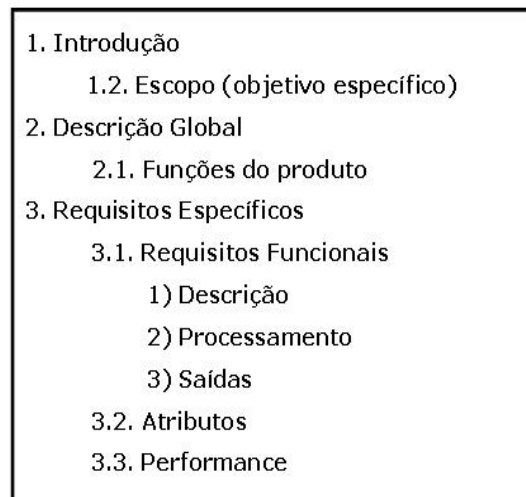 1. Introdução
1.2. Escopo (objetivo específico)
2. Descrição Global
2.1. Funções do produto
3. Requisitos Específicos
3.1. Requisitos Funcionais
1) Descrição
2) Processamento
3) Saídas
3.2. Atributos
3.3. Performance